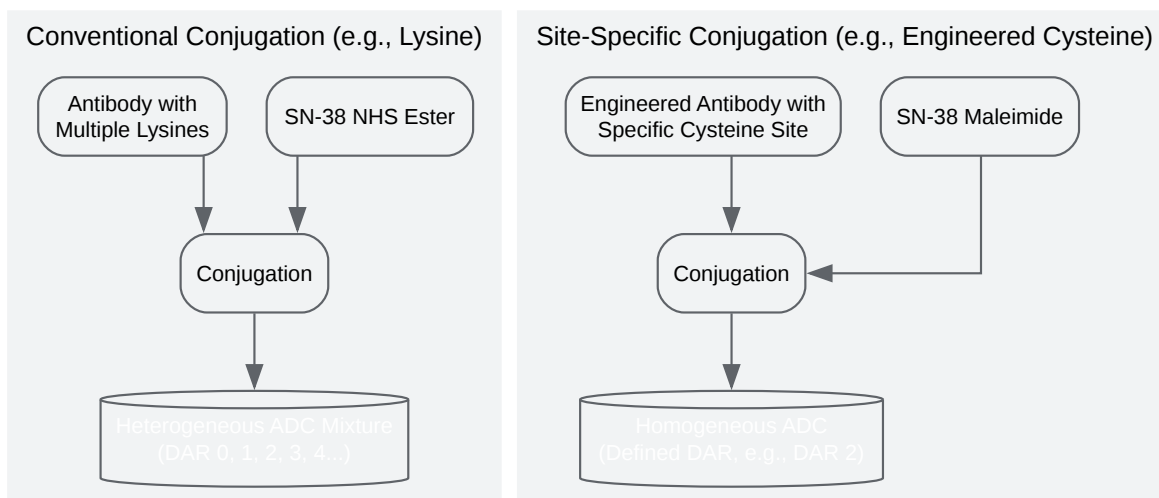 Conventional Conjugation (e.g., Lysine)
Antibody with
Multiple Lysines
SN-38 NHS Ester
Conjugation
Heterogeneous ADC Mixture
(DAR 0, 1, 2, 3, 4...)
Site-Specific Conjugation (e.g., Engineered Cysteine)
Engineered Antibody with
Specific Cysteine Site
SN-38 Maleimide
Conjugation
Homogeneous ADC
(Defined DAR, e.g., DAR 2)